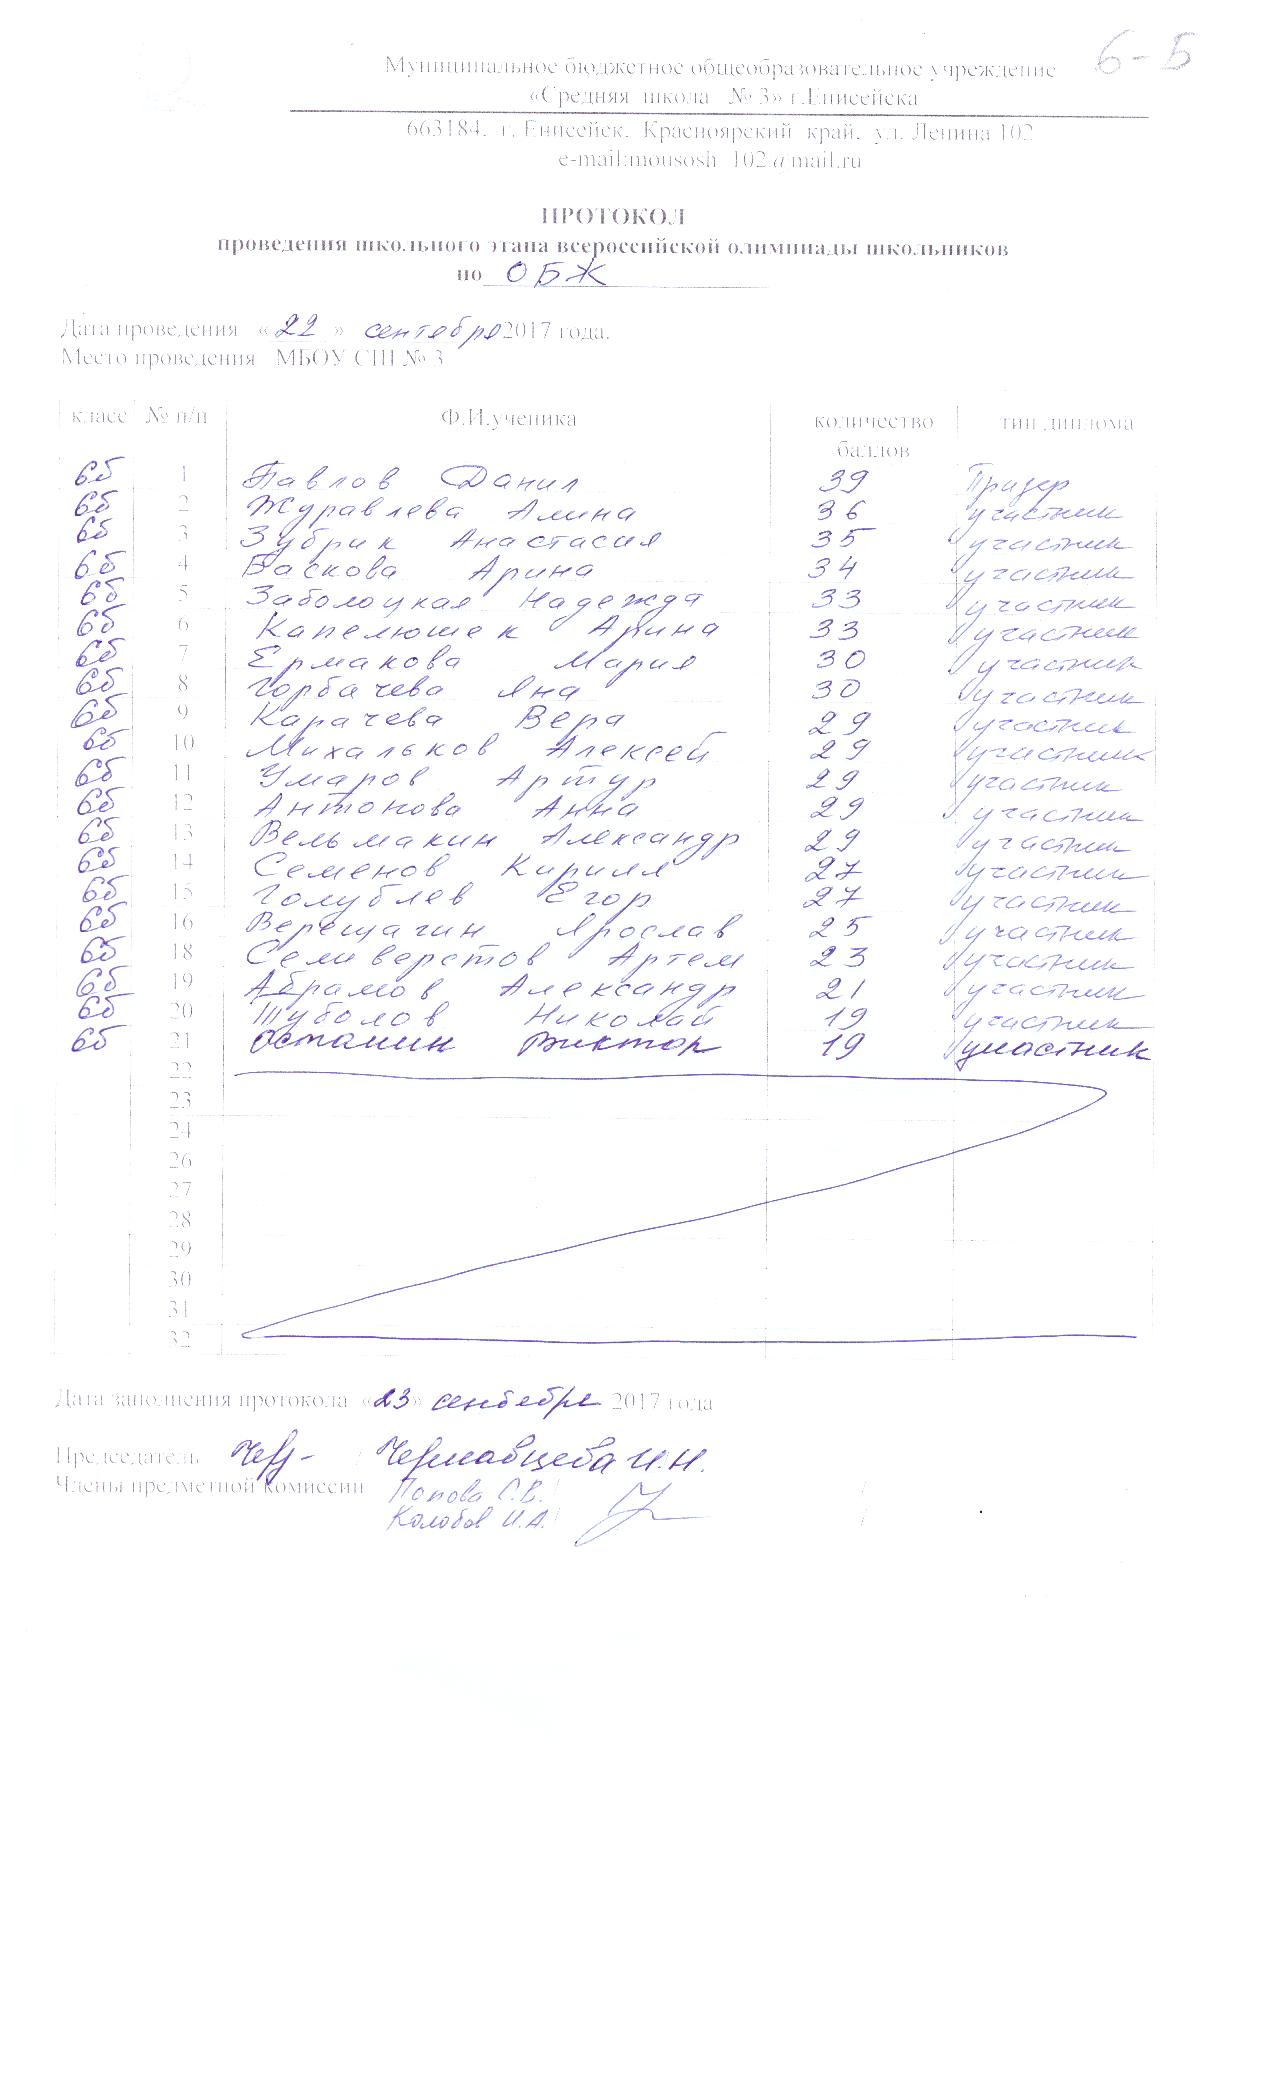 6-Б
Муниципальное бюджетное общеобразовательное учреждение
«Средняя школа № 3» г.Енисейска
663184, г. Енисейск, Красноярский край, ул. Ленина 102
e-mail:mousosh_102@mail.ru
ПРОТОКОЛ
проведения школьного этапа всероссийской олимпиады школьников
по ОБЖ
Дата проведения «22» сентября 2017 года.
Место проведения МБОУ СШ № 3
класс № п/п Ф.И.ученика количество баллов тип диплома
6б 1 Павлов Данил 39 Призер
6б 2 Журавлева Алина 36 участник
6б 3 Зубрик Анастасия 35 участник
6б 4 Баскова Арина 34 участник
6б 5 Заболоцкая Надежда 33 участник
6б 6 Капелюшек Арина 33 участник
6б 7 Ермакова Мария 30 участник
6б 8 Горбачева Яна 30 участник
6б 9 Карачева Вера 29 участник
6б 10 Михальков Алексей 29 участник
6б 11 Умаров Артур 29 участник
6б 12 Антонова Анна 29 участник
6б 13 Вельмакин Александр 29 участник
6б 14 Семенов Кирилл 27 участник
6б 15 Голублев Егор 27 участник
6б 16 Верещагин Ярослав 25 участник
6б 18 Селиверстов Артем 23 участник
6б 19 Абрамов Александр 21 участник
6б 20 Шуболов Николай 19 участник
6б 21 Останин Виктор 19 участник
22
23
24
26
27
28
29
30
31
32
Дата заполнения протокола «23» сентебре 2017 года
Председатель Чернавцева И.Н.
Члены предметной комиссии Попова С.В.
Колобов И.А.